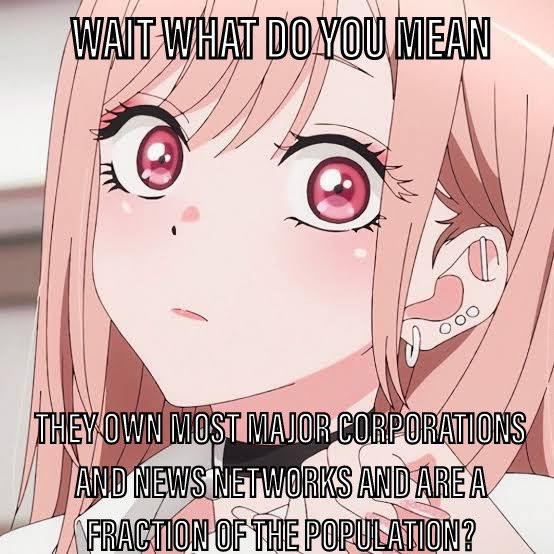 WAIT WHAT DO YOU MEAN
THEY OWN MOST MAJOR CORPORATIONS
AND NEWS NETWORKS AND ARE A
FRACTION OF THE POPULATION?